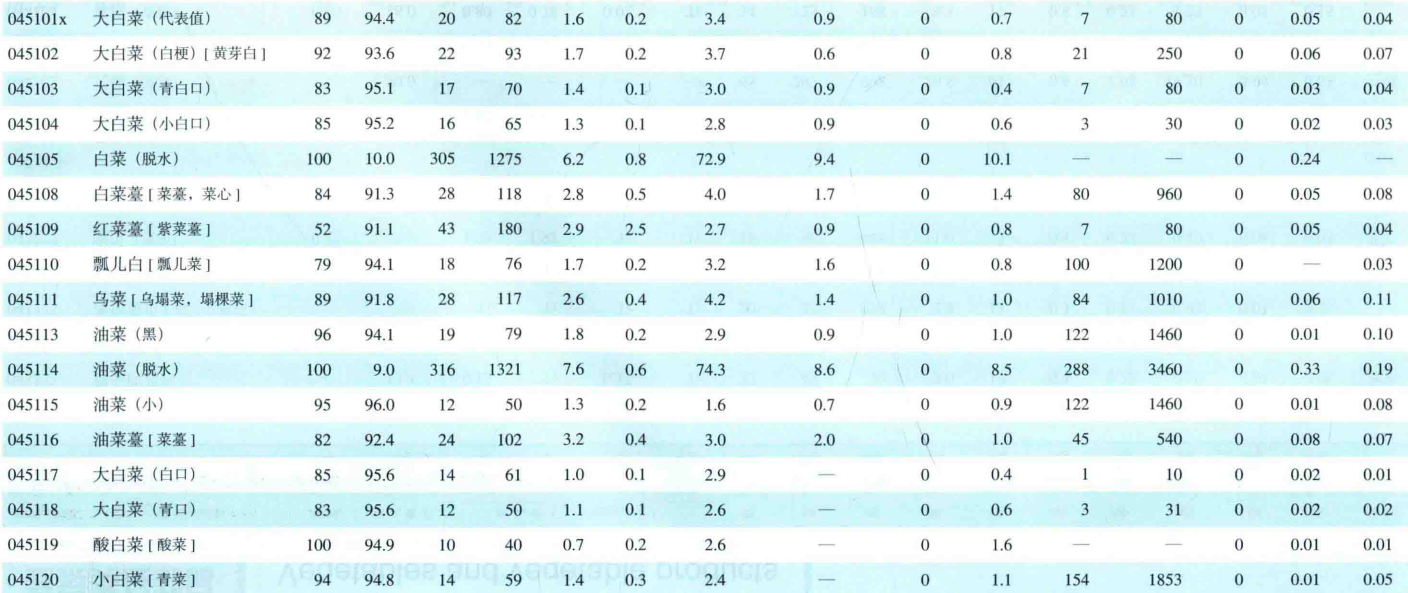 045101x 大白菜（代表值） 89 94.4 20 82 1.6 0.2 3.4 0.9 0 0.7 7 80 0 0.05 0.04
045102 大白菜（白梗）[ 黄芽白 ] 92 93.6 22 93 1.7 0.2 3.7 0.6 0 0.8 21 250 0 0.06 0.07
045103 大白菜（青白口） 83 95.1 17 70 1.4 0.1 3.0 0.9 0 0.4 7 80 0 0.03 0.04
045104 大白菜（小白口） 85 95.2 16 65 1.3 0.1 2.8 0.9 0 0.6 3 30 0 0.02 0.03
045105 白菜（脱水） 100 10.0 305 1275 6.2 0.8 72.9 9.4 0 10.1 — — 0 0.24 —
045108 白菜薹 [ 菜薹，菜心 ] 84 91.3 28 118 2.8 0.5 4.0 1.7 0 1.4 80 960 0 0.05 0.08
045109 红菜薹 [ 紫菜薹 ] 52 91.1 43 180 2.9 2.5 2.7 0.9 0 0.8 7 80 0 0.05 0.04
045110 瓢儿白 [ 瓢儿菜 ] 79 94.1 18 76 1.7 0.2 3.2 1.6 0 0.8 100 1200 0 — 0.03
045111 乌菜 [ 乌塌菜，塌棵菜 ] 89 91.8 28 117 2.6 0.4 4.2 1.4 0 1.0 84 1010 0 0.06 0.11
045113 油菜（黑） 96 94.1 19 79 1.8 0.2 2.9 0.9 0 1.0 122 1460 0 0.01 0.10
045114 油菜（脱水） 100 9.0 316 1321 7.6 0.6 74.3 8.6 0 8.5 288 3460 0 0.33 0.19
045115 油菜（小） 95 96.0 12 50 1.3 0.2 1.6 0.7 0 0.9 122 1460 0 0.01 0.08
045116 油菜薹 [ 菜薹 ] 82 92.4 24 102 3.2 0.4 3.0 2.0 0 1.0 45 540 0 0.08 0.07
045117 大白菜（白口） 85 95.6 14 61 1.0 0.1 2.9 — 0 0.4 1 10 0 0.02 0.01
045118 大白菜（青口） 83 95.6 12 50 1.1 0.1 2.6 — 0 0.6 3 31 0 0.02 0.02
045119 酸白菜 [ 酸菜 ] 100 94.9 10 40 0.7 0.2 2.6 — 0 1.6 — — 0 0.01 0.01
045120 小白菜 [ 青菜 ] 94 94.8 14 59 1.4 0.3 2.4 — 0 1.1 154 1853 0 0.01 0.05